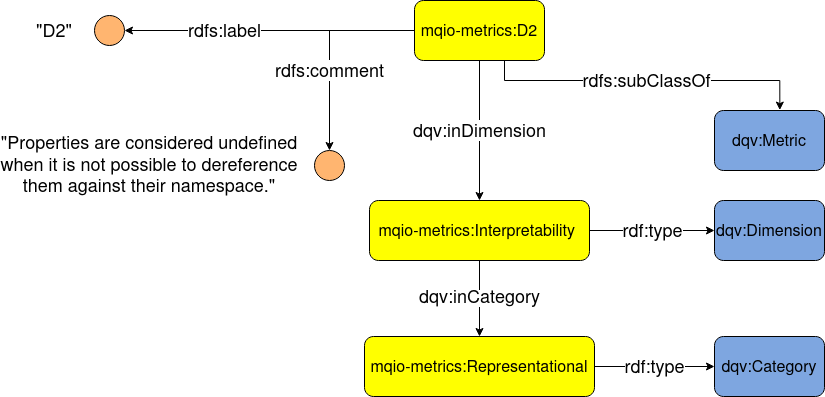 "D2"
rdfs:label
mqio-metrics:D2
rdfs:comment
rdfs:subClassOf
dqv:inDimension
dqv:Metric
"Properties are considered undefined
when it is not possible to dereference
them against their namespace."
mqio-metrics:Interpretability
rdf:type
dqv:Dimension
dqv:inCategory
mqio-metrics:Representational
rdf:type
dqv:Category